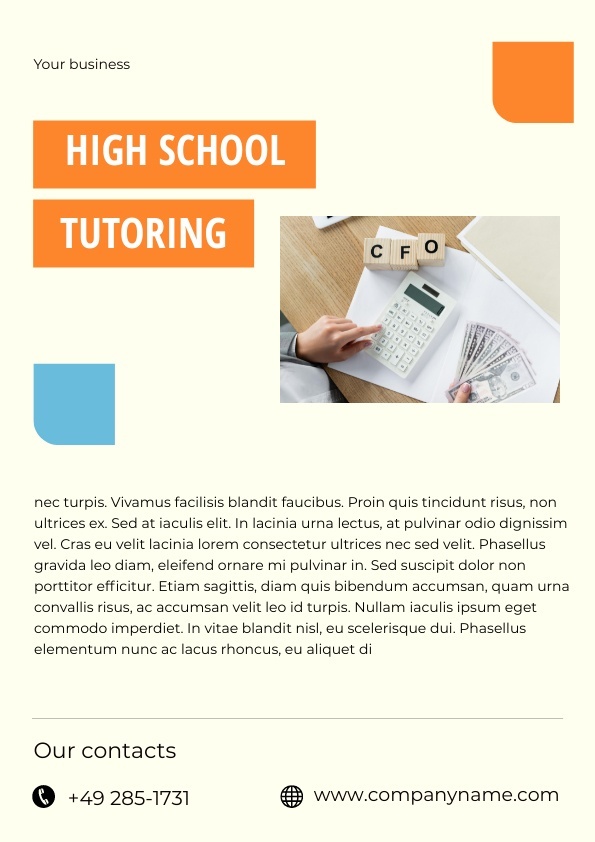 Your business
HIGH SCHOOL
TUTORING
C F O
nec turpis. Vivamus facilisis blandit faucibus. Proin quis tincidunt risus, non
ultrices ex. Sed at iaculis elit. In lacinia urna lectus, at pulvinar odio dignissim
vel. Cras eu velit lacinia lorem consectetur ultrices nec sed velit. Phasellus
gravida leo diam, eleifend ornare mi pulvinar in. Sed suscipit dolor non
porttitor efficitur. Etiam sagittis, diam quis bibendum accumsan, quam urna
convallis risus, ac accumsan velit leo id turpis. Nullam iaculis ipsum eget
commodo imperdiet. In vitae blandit nisl, eu scelerisque dui. Phasellus
elementum nunc ac lacus rhoncus, eu aliquet di
Our contacts
+49 285-1731
www.companyname.com